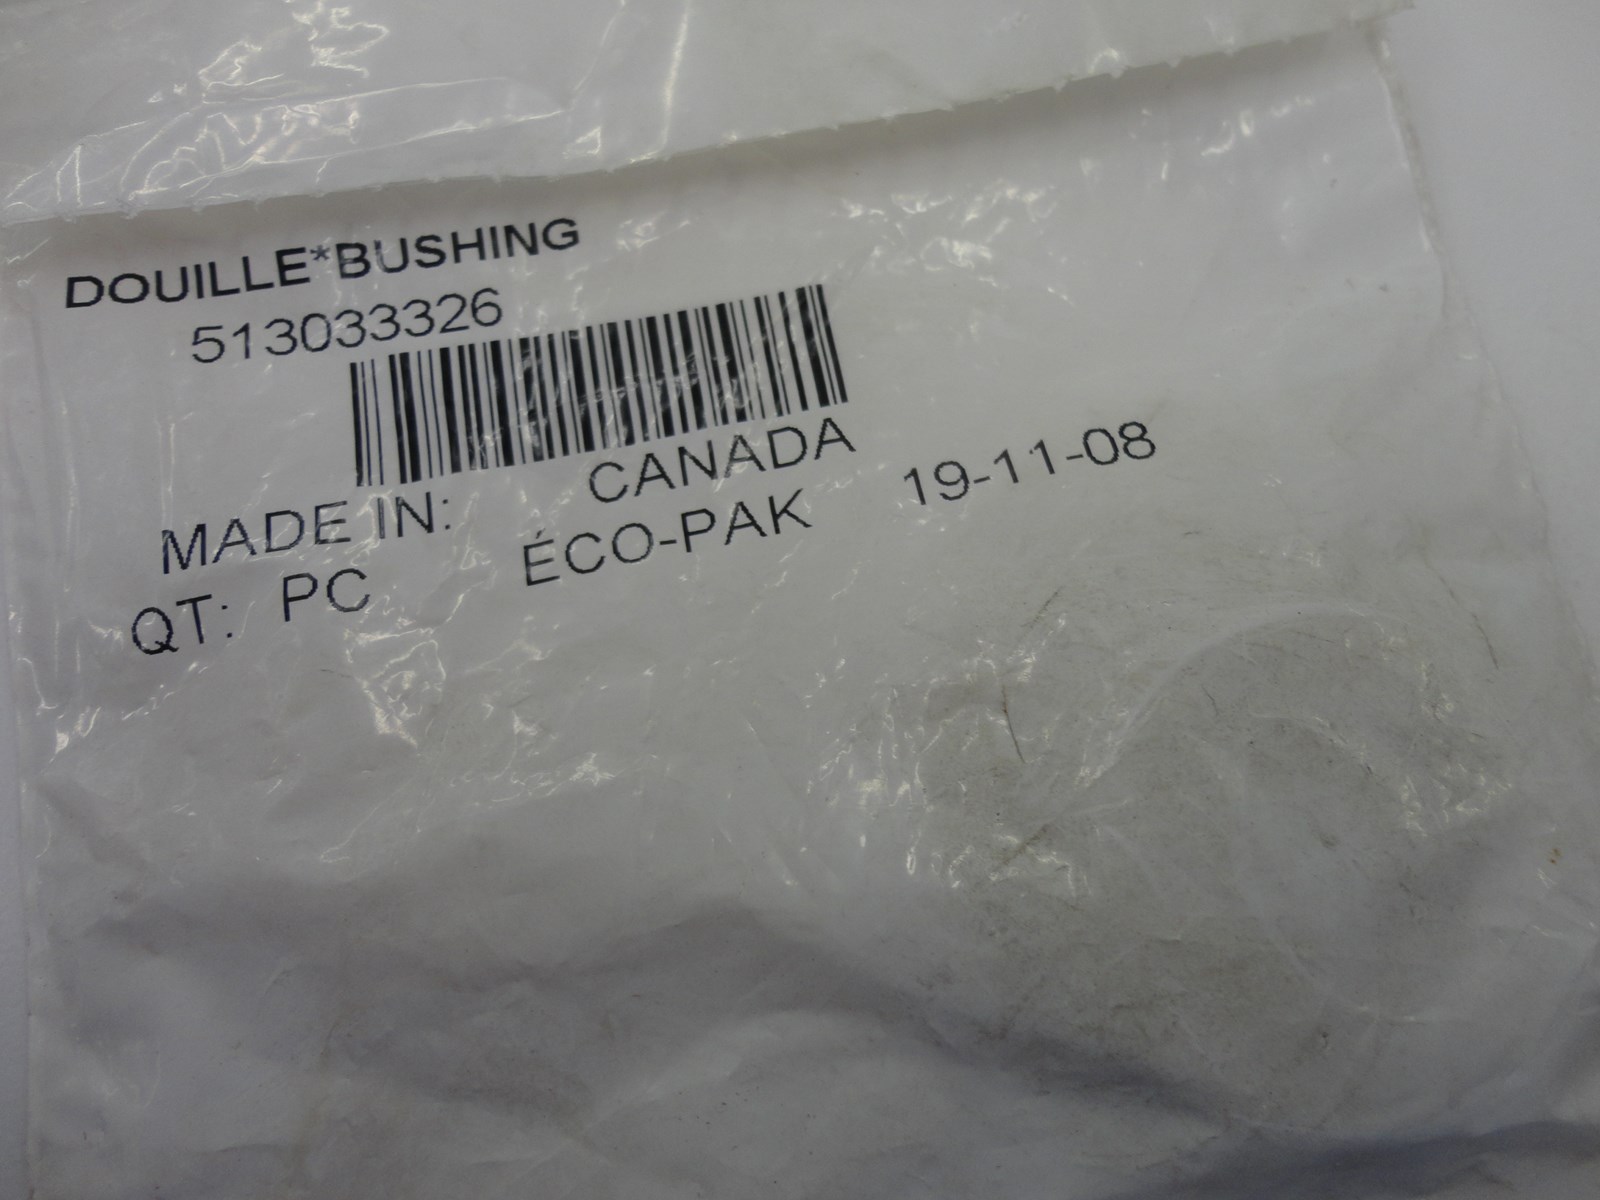 DOUILLE*BUSHING
513033326
MADE IN: CANADA
QT: PC ÉCO-PAK 19-11-08